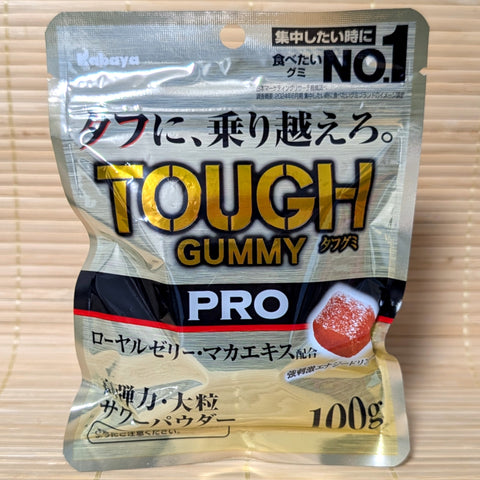 Kabaya
集中したい時に
食べたい
グミ
NO.1
タフに、乗り越えろ。
TOUGH
GUMMY タフグミ
PRO
ローヤルゼリー・マカエキス配合
強刺激エナジードリンク
高弾力・大粒
サワーパウダー
100g